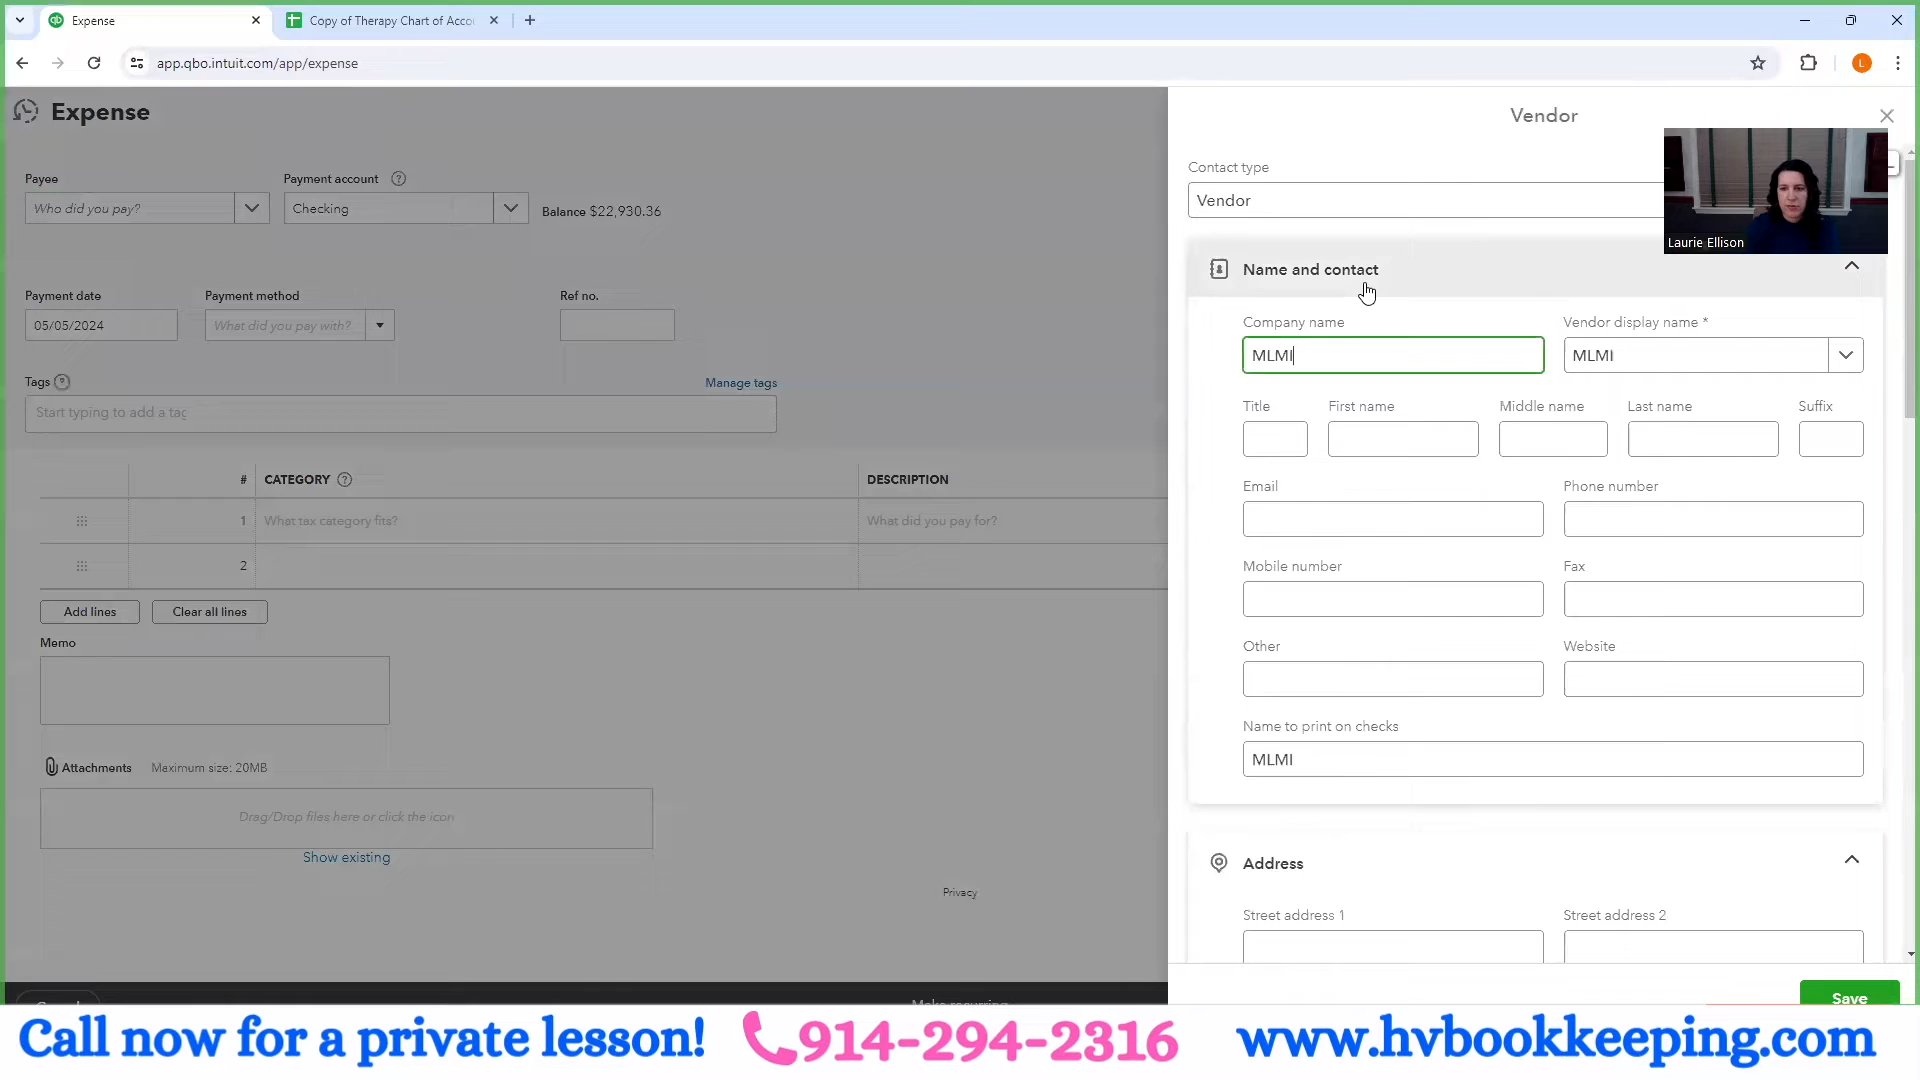 Expense
Copy of Therapy Chart of Acco
app.qbo.intuit.com/app/expense
L
Expense
Payee
Who did you pay?
Payment account
Checking
Balance $22,930.36
Payment date
05/05/2024
Payment method
What did you pay with?
Ref no.
Tags
Manage tags
Start typing to add a tag
# CATEGORY DESCRIPTION
1 What tax category fits? What did you pay for?
2
Add lines
Clear all lines
Memo
Attachments Maximum size: 20MB
Drag/Drop files here or click the icon
Show existing
Privacy
Make recurring
Vendor
Contact type
Vendor
Laurie Ellison
Name and contact
Company name
MLMI
Vendor display name *
MLMI
Title First name Middle name Last name Suffix
Email Phone number
Mobile number Fax
Other Website
Name to print on checks
MLMI
Address
Street address 1 Street address 2
Save
Call now for a private lesson! 914-294-2316 www.hvbookkeeping.com